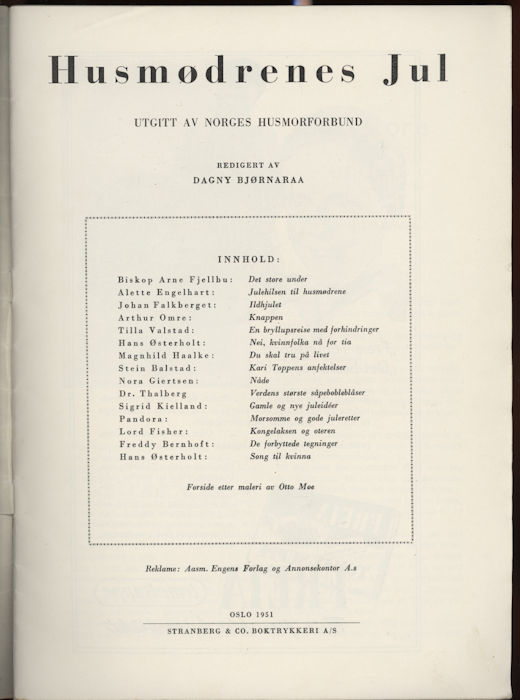 Husmødrenes Jul
UTGITT AV NORGES HUSMORFORBUND
REDIGERT AV
DAGNY BJØRNARAA
INNHOLD:
Biskop Arne Fjellbu: Det store under
Alette Engelhart: Julehilsen til husmødrene
Johan Falkberget: Ildhjulet
Arthur Omre: Knappen
Tilla Valstad: En bryllupsreise med forhindringer
Hans Østerholt: Nei, kvinnfolka nå for tia
Magnhild Haalke: Du skal tru på livet
Stein Balstad: Kari Toppens anfektelser
Nora Giertsen: Nåde
Dr. Thalberg Verdens største såpebobleblåser
Sigrid Kielland: Gamle og nye juleidéer
Pandora: Morsomme og gode juleretter
Lord Fisher: Kongelaksen og oteren
Freddy Bernhoft: De forbyttede tegninger
Hans Østerholt: Song til kvinna
Forside etter maleri av Otto Moe
Reklame: Aasm. Engens Forlag og Annonsekontor A.s
OSLO 1951
STRANBERG & CO. BOKTRYKKERI A/S